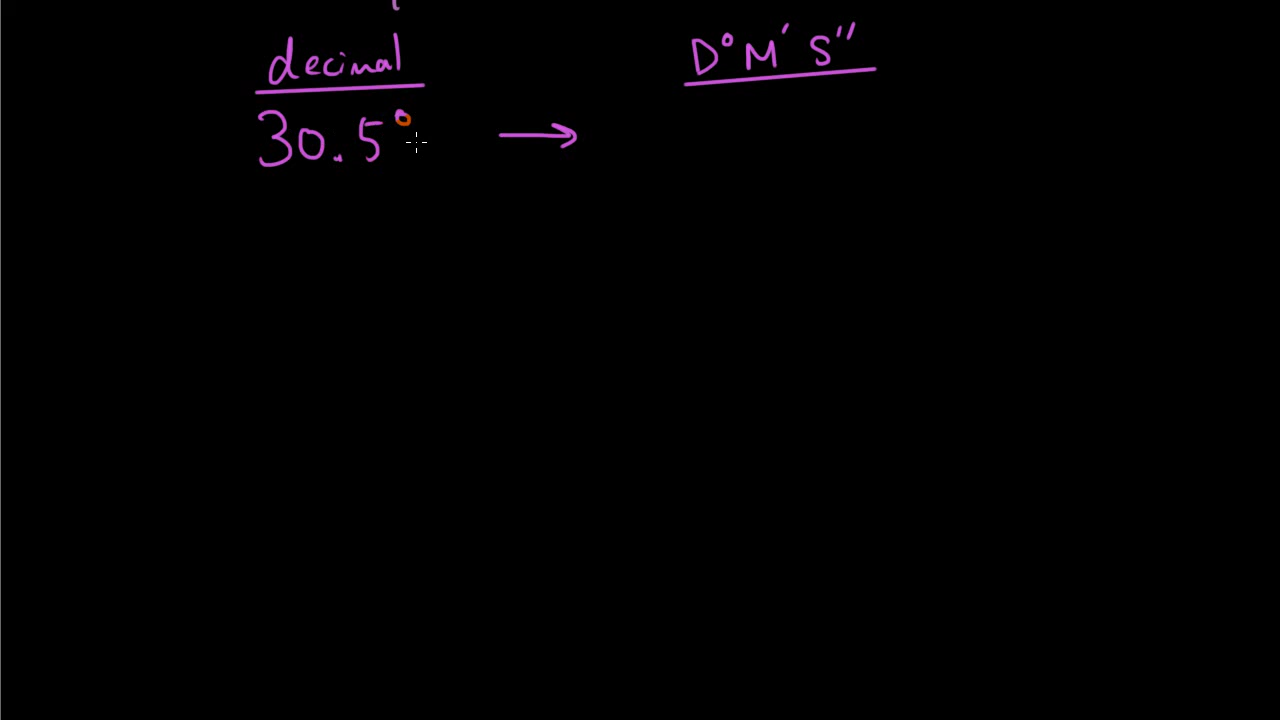 decimal
D° M' S"
30.5° →